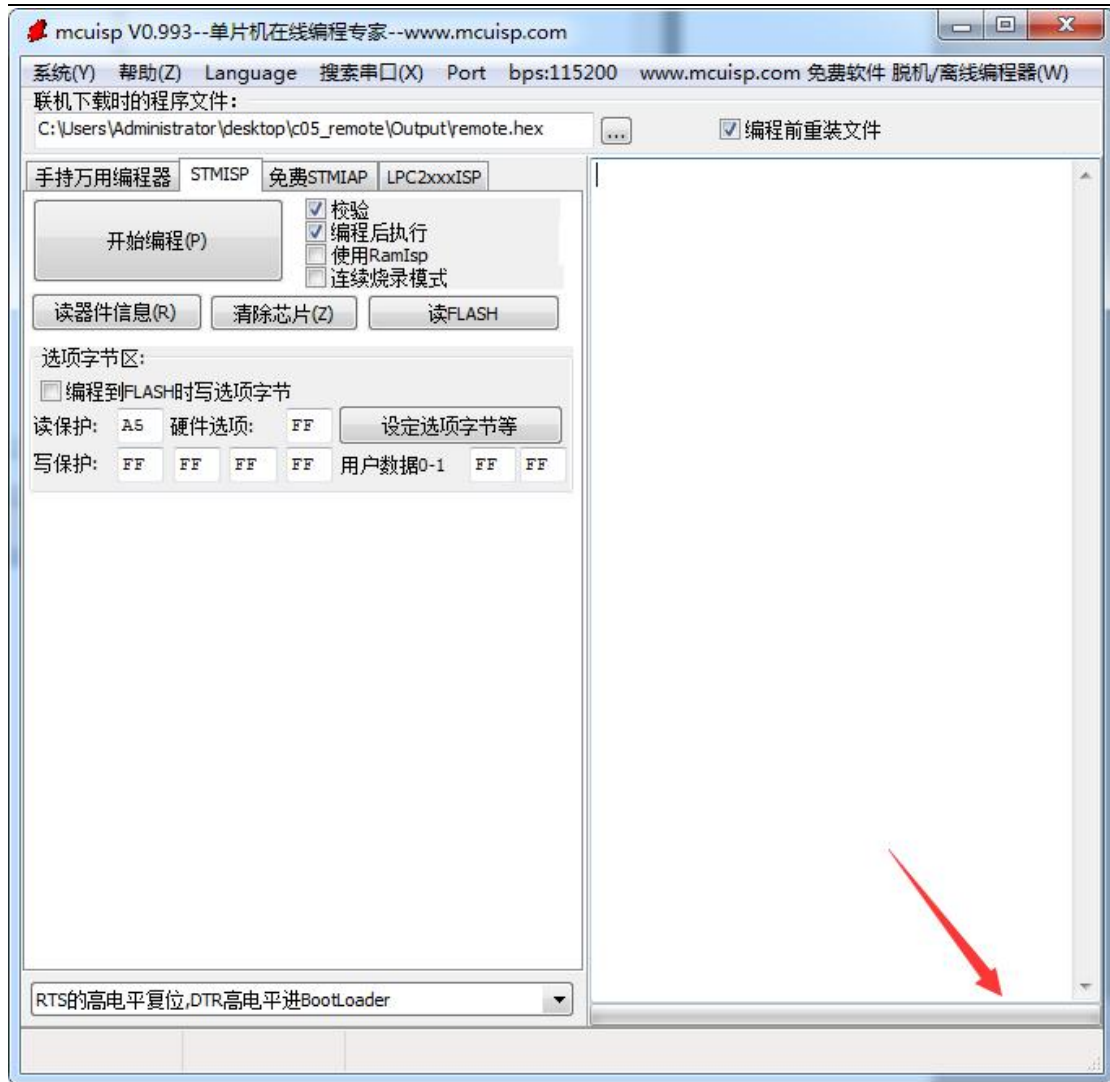 mcuisp V0.993--单片机在线编程专家--www.mcuisp.com
系统(Y) 帮助(Z) Language 搜索串口(X) Port bps:115200 www.mcuisp.com 免费软件 脱机/离线编程器(W)
联机下载时的程序文件:
C:\Users\Administrator\desktop\c05_remote\Output\remote.hex ... 编程前重装文件
手持万用编程器 STMISP 免费STMIAP LPC2xxxISP
开始编程(P)
校验
编程后执行
使用RamIsp
连续烧录模式
读器件信息(R) 清除芯片(Z) 读FLASH
选项字节区:
编程到FLASH时写选项字节
读保护: A5 硬件选项: FF 设定选项字节等
写保护: FF FF FF FF 用户数据0-1 FF FF
RTS的高电平复位,DTR高电平进BootLoader